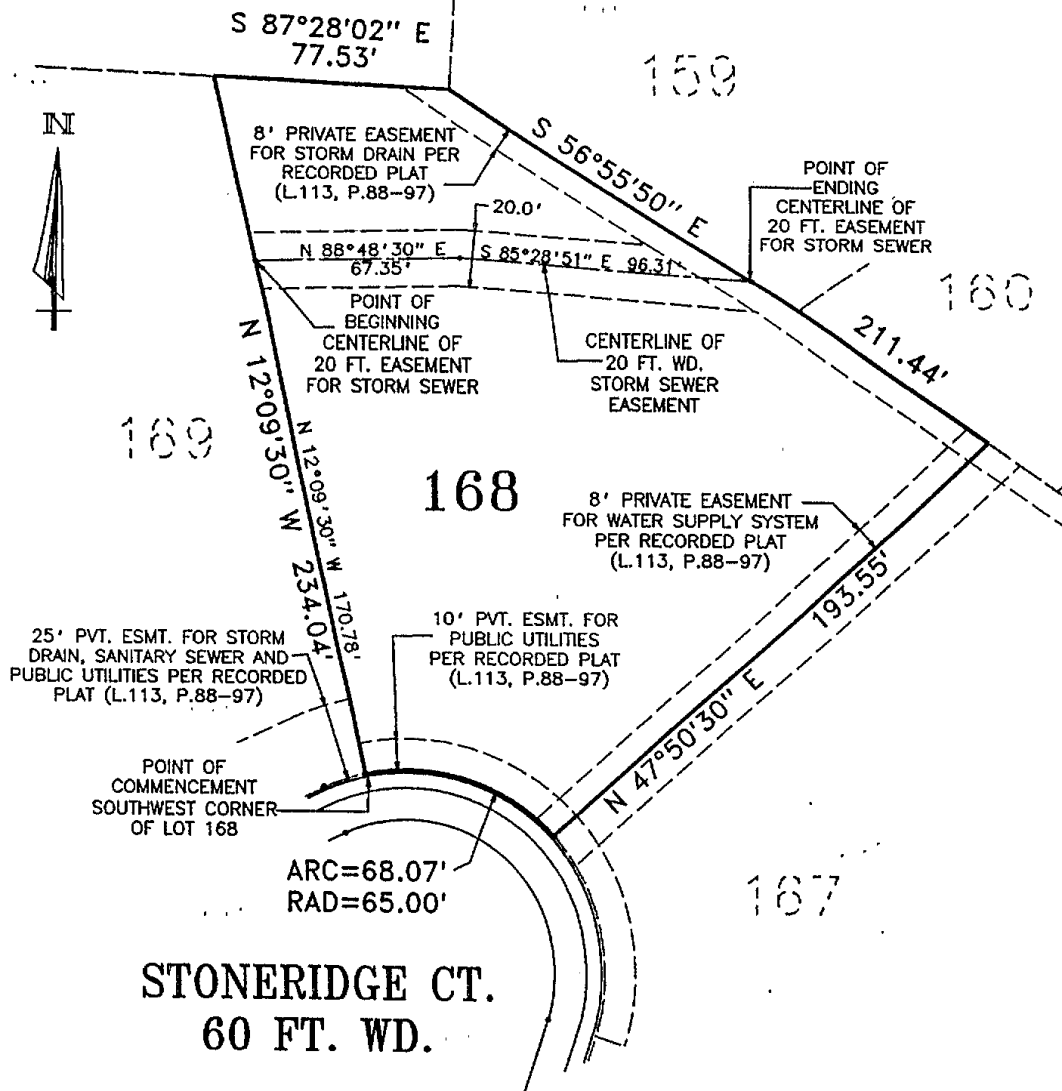 S 87°28'02" E
77.53'
159
N
8' PRIVATE EASEMENT
FOR STORM DRAIN PER
RECORDED PLAT
(L.113, P.88-97)
S 56°55'50" E
POINT OF
ENDING
CENTERLINE OF
20 FT. EASEMENT
FOR STORM SEWER
20.0'
N 88°48'30" E
67.35'
S 85°28'51" E 96.31'
160
POINT OF
BEGINNING
CENTERLINE OF
20 FT. EASEMENT
FOR STORM SEWER
CENTERLINE OF
20 FT. WD.
STORM SEWER
EASEMENT
211.44'
N 12°09'30" W 234.04'
N 12°09'30" W 170.78'
169
168
8' PRIVATE EASEMENT
FOR WATER SUPPLY SYSTEM
PER RECORDED PLAT
(L.113, P.88-97)
193.55'
N 47°50'30" E
25' PVT. ESMT. FOR STORM
DRAIN, SANITARY SEWER AND
PUBLIC UTILITIES PER RECORDED
PLAT (L.113, P.88-97)
10' PVT. ESMT. FOR
PUBLIC UTILITIES
PER RECORDED PLAT
(L.113, P.88-97)
POINT OF
COMMENCEMENT
SOUTHWEST CORNER
OF LOT 168
ARC=68.07'
RAD=65.00'
167
STONERIDGE CT.
60 FT. WD.